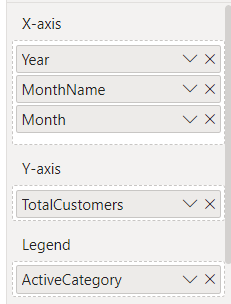 X-axis
Year
MonthName
Month
Y-axis
TotalCustomers
Legend
ActiveCategory